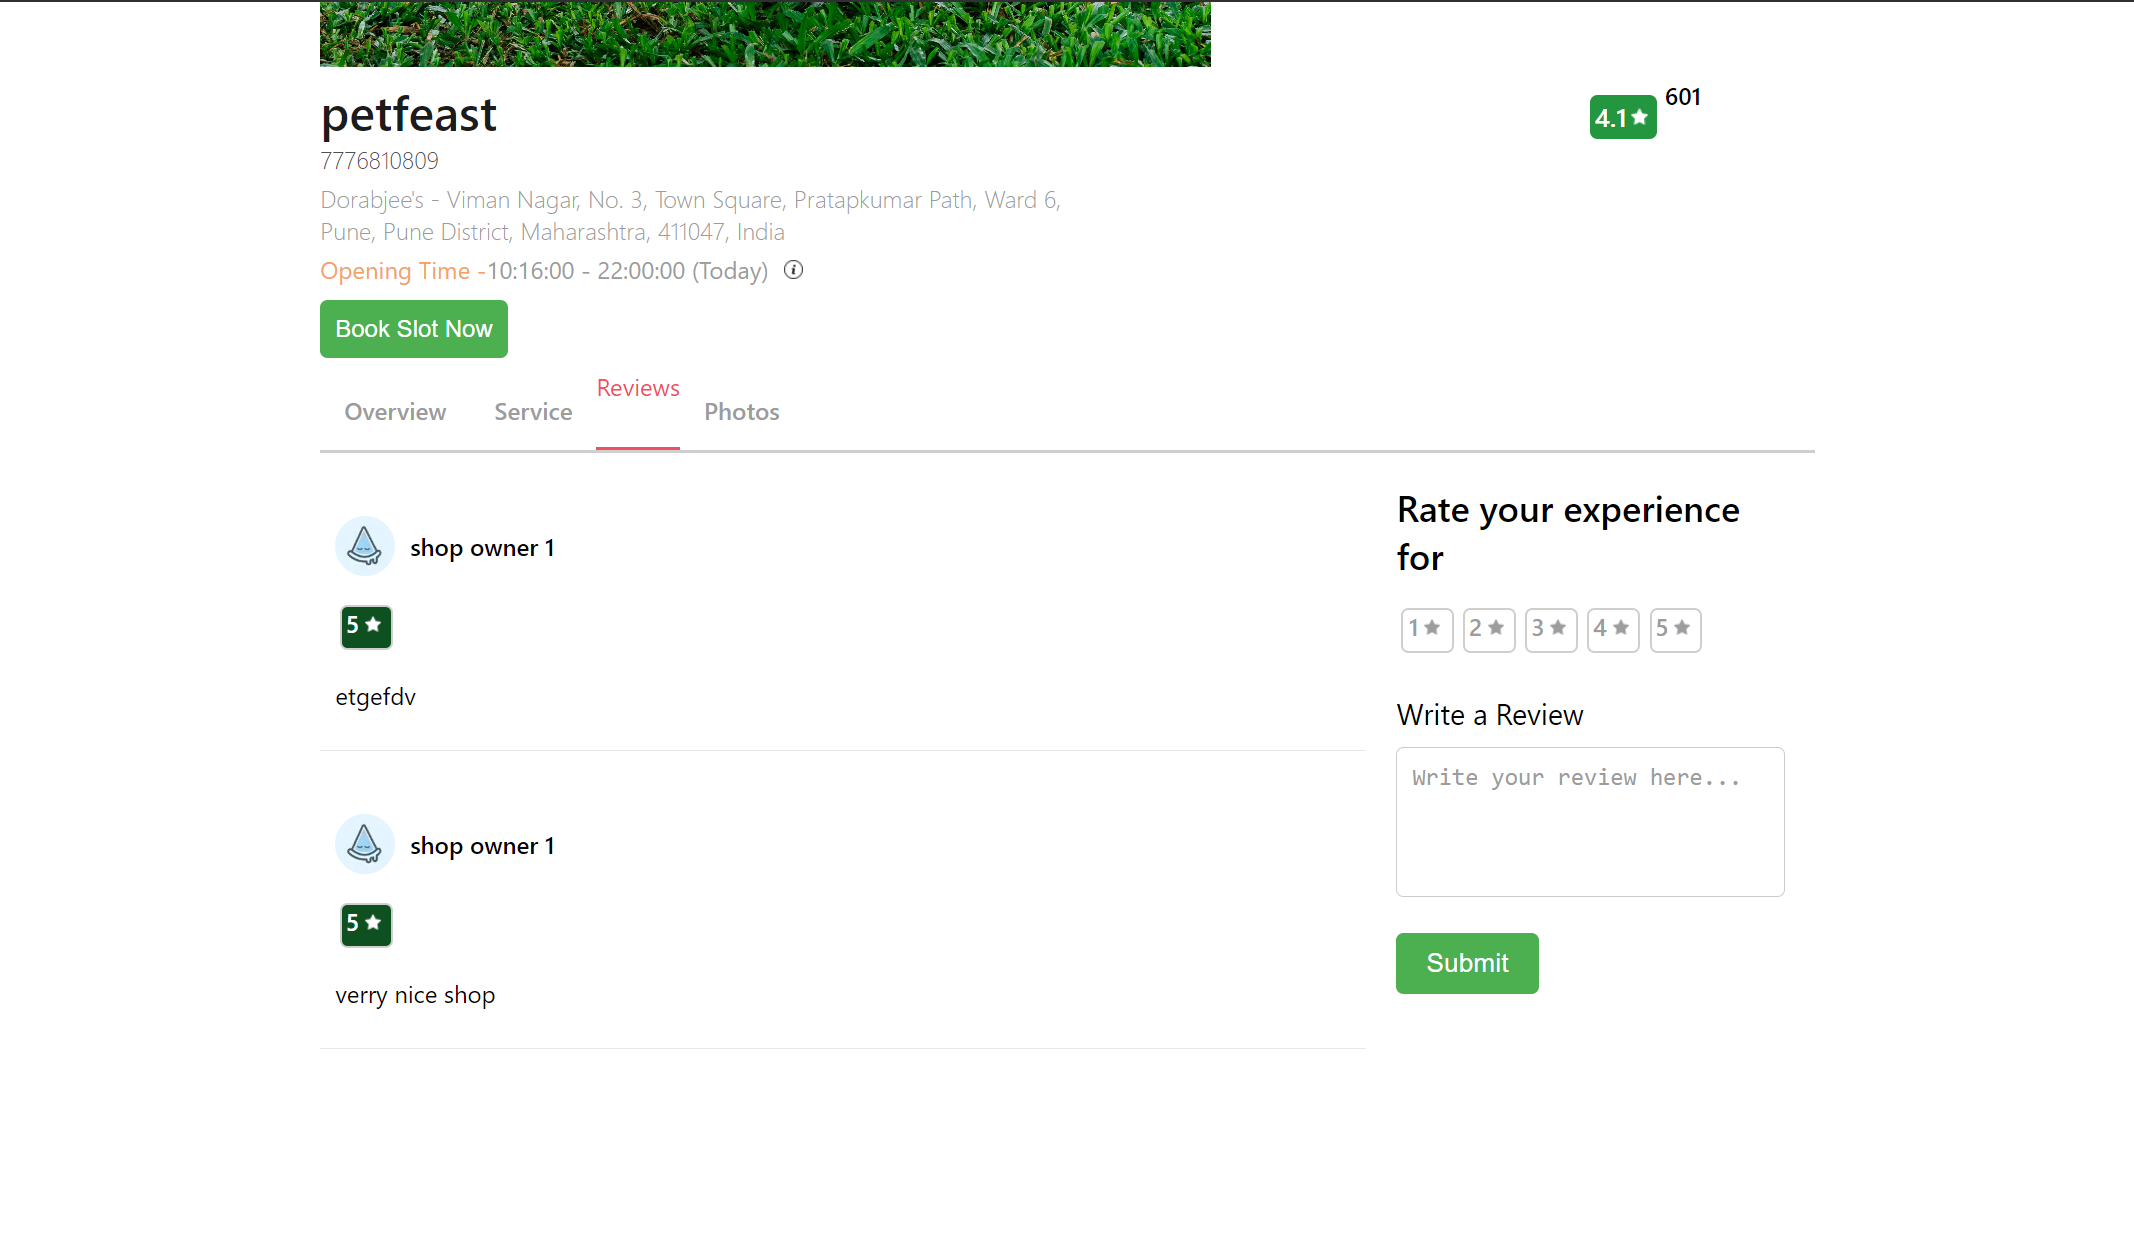 petfeast
4.1
601
7776810809
Dorabjee's - Viman Nagar, No. 3, Town Square, Pratapkumar Path, Ward 6,
Pune, Pune District, Maharashtra, 411047, India
Opening Time -10:16:00 - 22:00:00 (Today)
Book Slot Now
Overview Service Reviews Photos
shop owner 1
5
etgefdv
shop owner 1
5
verry nice shop
Rate your experience
for
1 2 3 4 5
Write a Review
Write your review here...
Submit